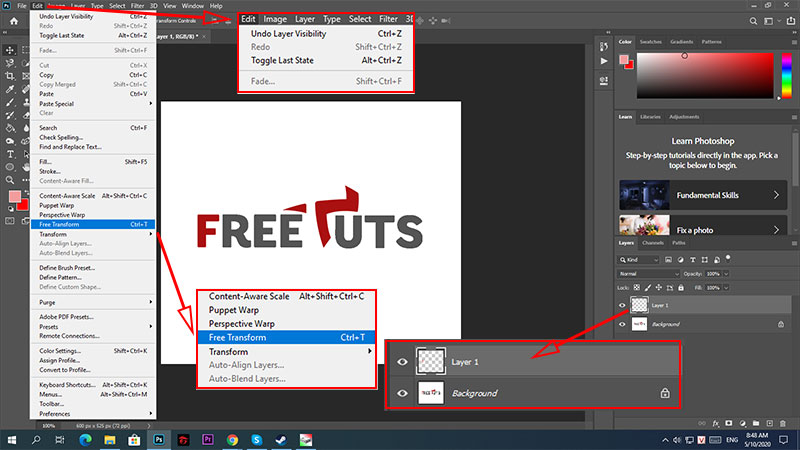 Ps File Edit Image Layer Type Select Filter 3D View Window Help
Transform Controls
Layer 1, RGB/8) *
Undo Layer Visibility Ctrl+Z
Redo Shift+Ctrl+Z
Toggle Last State Alt+Ctrl+Z
Fade... Shift+Ctrl+F
Cut Ctrl+X
Copy Ctrl+C
Copy Merged Shift+Ctrl+C
Paste Ctrl+V
Paste Special
Clear
Search Ctrl+F
Check Spelling...
Find and Replace Text...
Fill... Shift+F5
Stroke...
Content-Aware Fill...
Content-Aware Scale Alt+Shift+Ctrl+C
Puppet Warp
Perspective Warp
Free Transform Ctrl+T
Transform
Auto-Align Layers...
Auto-Blend Layers...
Define Brush Preset...
Define Pattern...
Define Custom Shape...
Purge
Adobe PDF Presets...
Presets
Remote Connections...
Color Settings... Shift+Ctrl+K
Assign Profile...
Convert to Profile...
Keyboard Shortcuts... Alt+Shift+Ctrl+K
Menus... Alt+Shift+Ctrl+M
Toolbar...
Preferences
Edit Image Layer Type Select Filter 3D
Undo Layer Visibility Ctrl+Z
Redo Shift+Ctrl+Z
Toggle Last State Alt+Ctrl+Z
Fade... Shift+Ctrl+F
FREETUTS
Content-Aware Scale Alt+Shift+Ctrl+C
Puppet Warp
Perspective Warp
Free Transform Ctrl+T
Transform
Auto-Align Layers...
Auto-Blend Layers...
Layer 1
Background
Color Swatches Gradients Patterns
Learn Libraries Adjustments
Learn Photoshop
Step-by-step tutorials directly in the app. Pick a
topic below to begin.
Fundamental Skills
Fix a photo
Layers Channels Paths
Kind
Normal Opacity: 100%
Lock: Fill: 100%
Layer 1
Background
100% 600 px x 525 px (72 ppi)
Ps Pr S V ENG
8:48 AM
5/10/2020